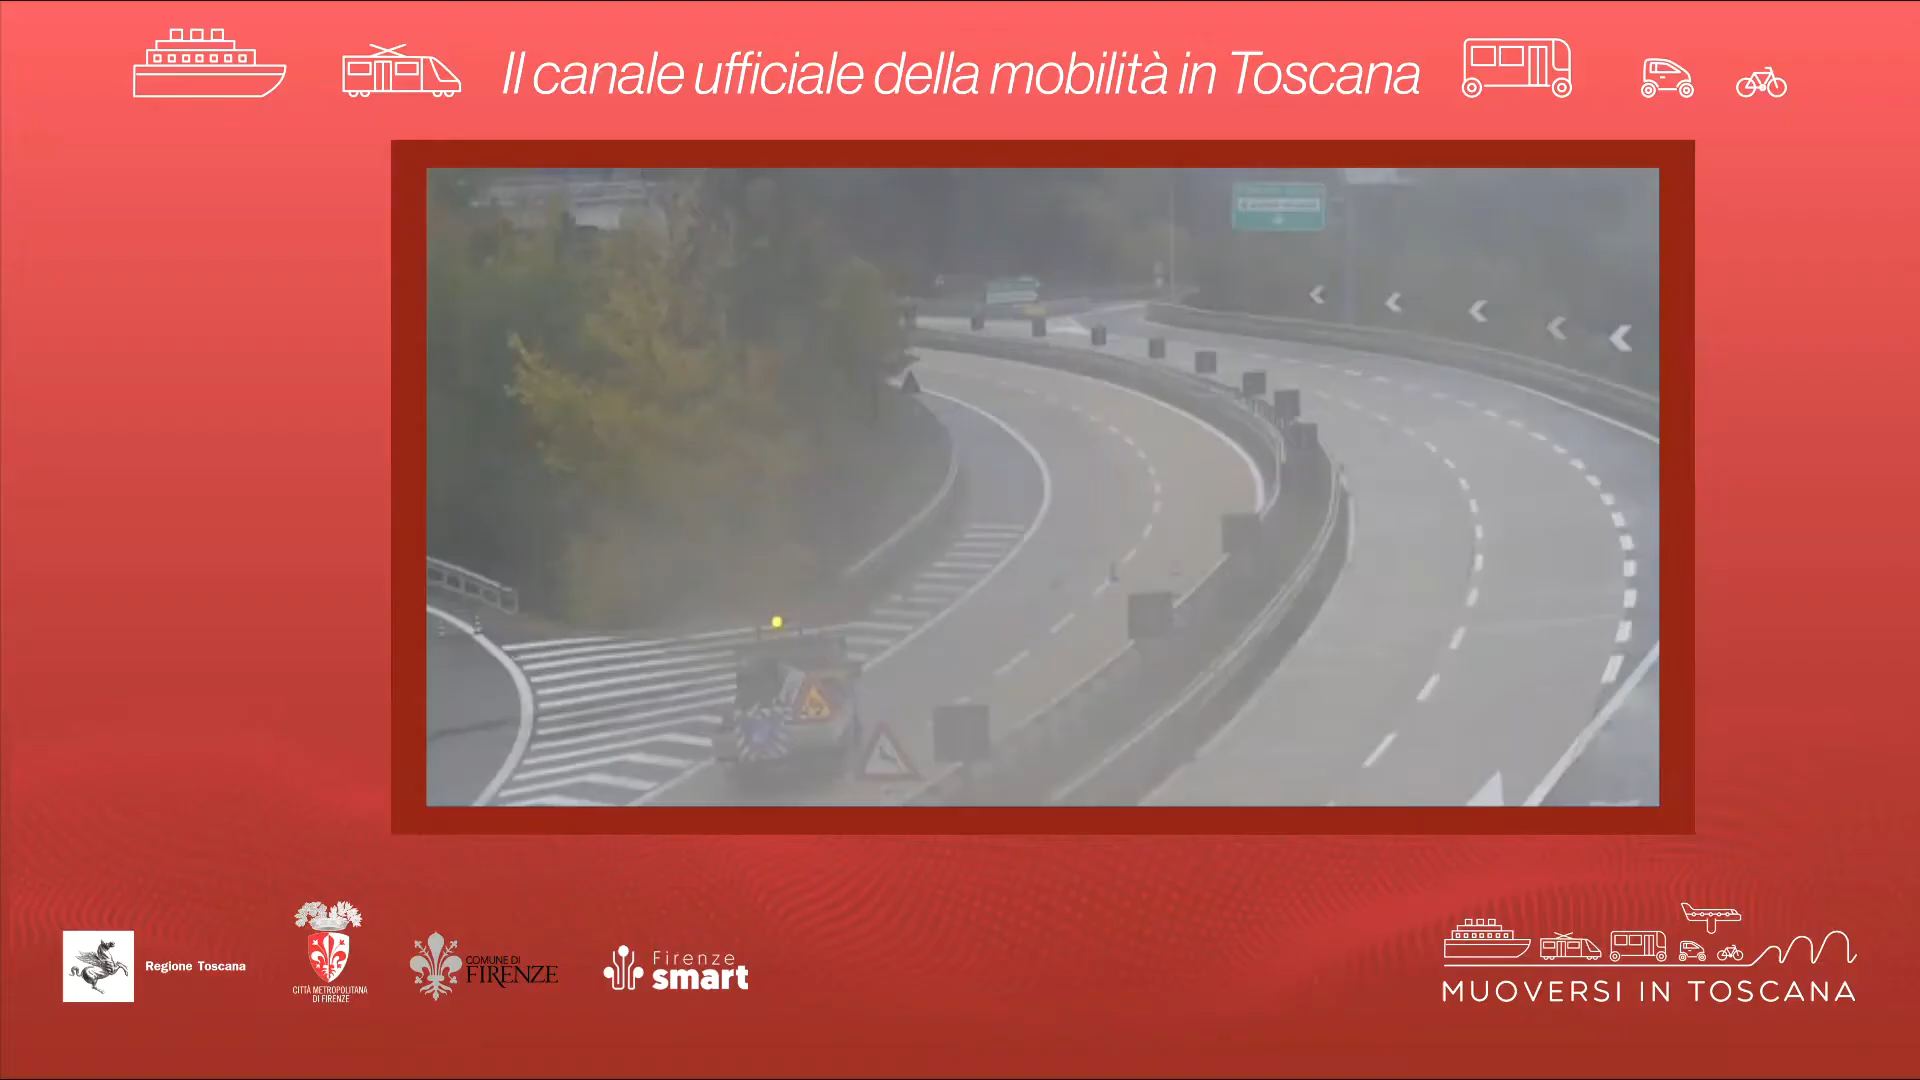 Il canale ufficiale della mobilità in Toscana
Regione Toscana
CITTÀ METROPOLITANA
DI FIRENZE
COMUNE DI
FIRENZE
Firenze
smart
MUOVERSI IN TOSCANA